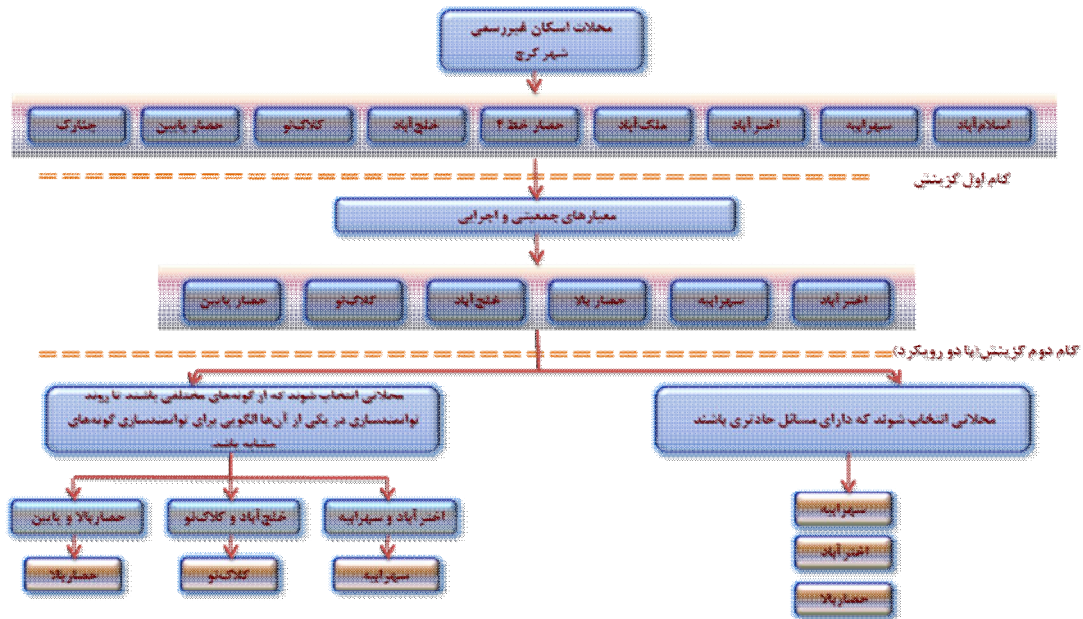 محلات اسکان غیررسمی
شهر کرج
اسلام‌آباد
سهرابیه
اخترآباد
ملک‌آباد
حصار خط ۴
خلج‌آباد
کلاک‌نو
حصار پایین
گام اول گزینش
معیارهای جمعیتی و اجرایی
اخترآباد
سهرابیه
حصار بالا
خلج‌آباد
کلاک‌نو
حصار پایین
گام دوم گزینش(با دو رویکرد)
محلاتی انتخاب شوند که دارای مسائل حادتری باشند
سهرابیه
اخترآباد
حصاربالا
محلاتی انتخاب شوند که از گونه‌های مختلفی باشند تا روند
توانمندسازی در یکی از آن‌ها الگویی برای توانمندسازی گونه‌های
مشابه باشد.
اخترآباد و سهرابیه
خلج‌آباد و کلاک‌نو
حصاربالا و پایین
سهرابیه
کلاک‌نو
حصاربالا